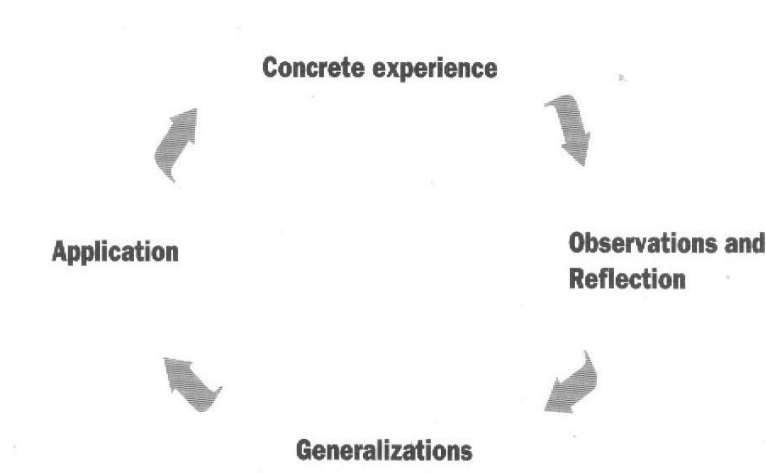 Concrete experience
Application
Observations and
Reflection
Generalizations